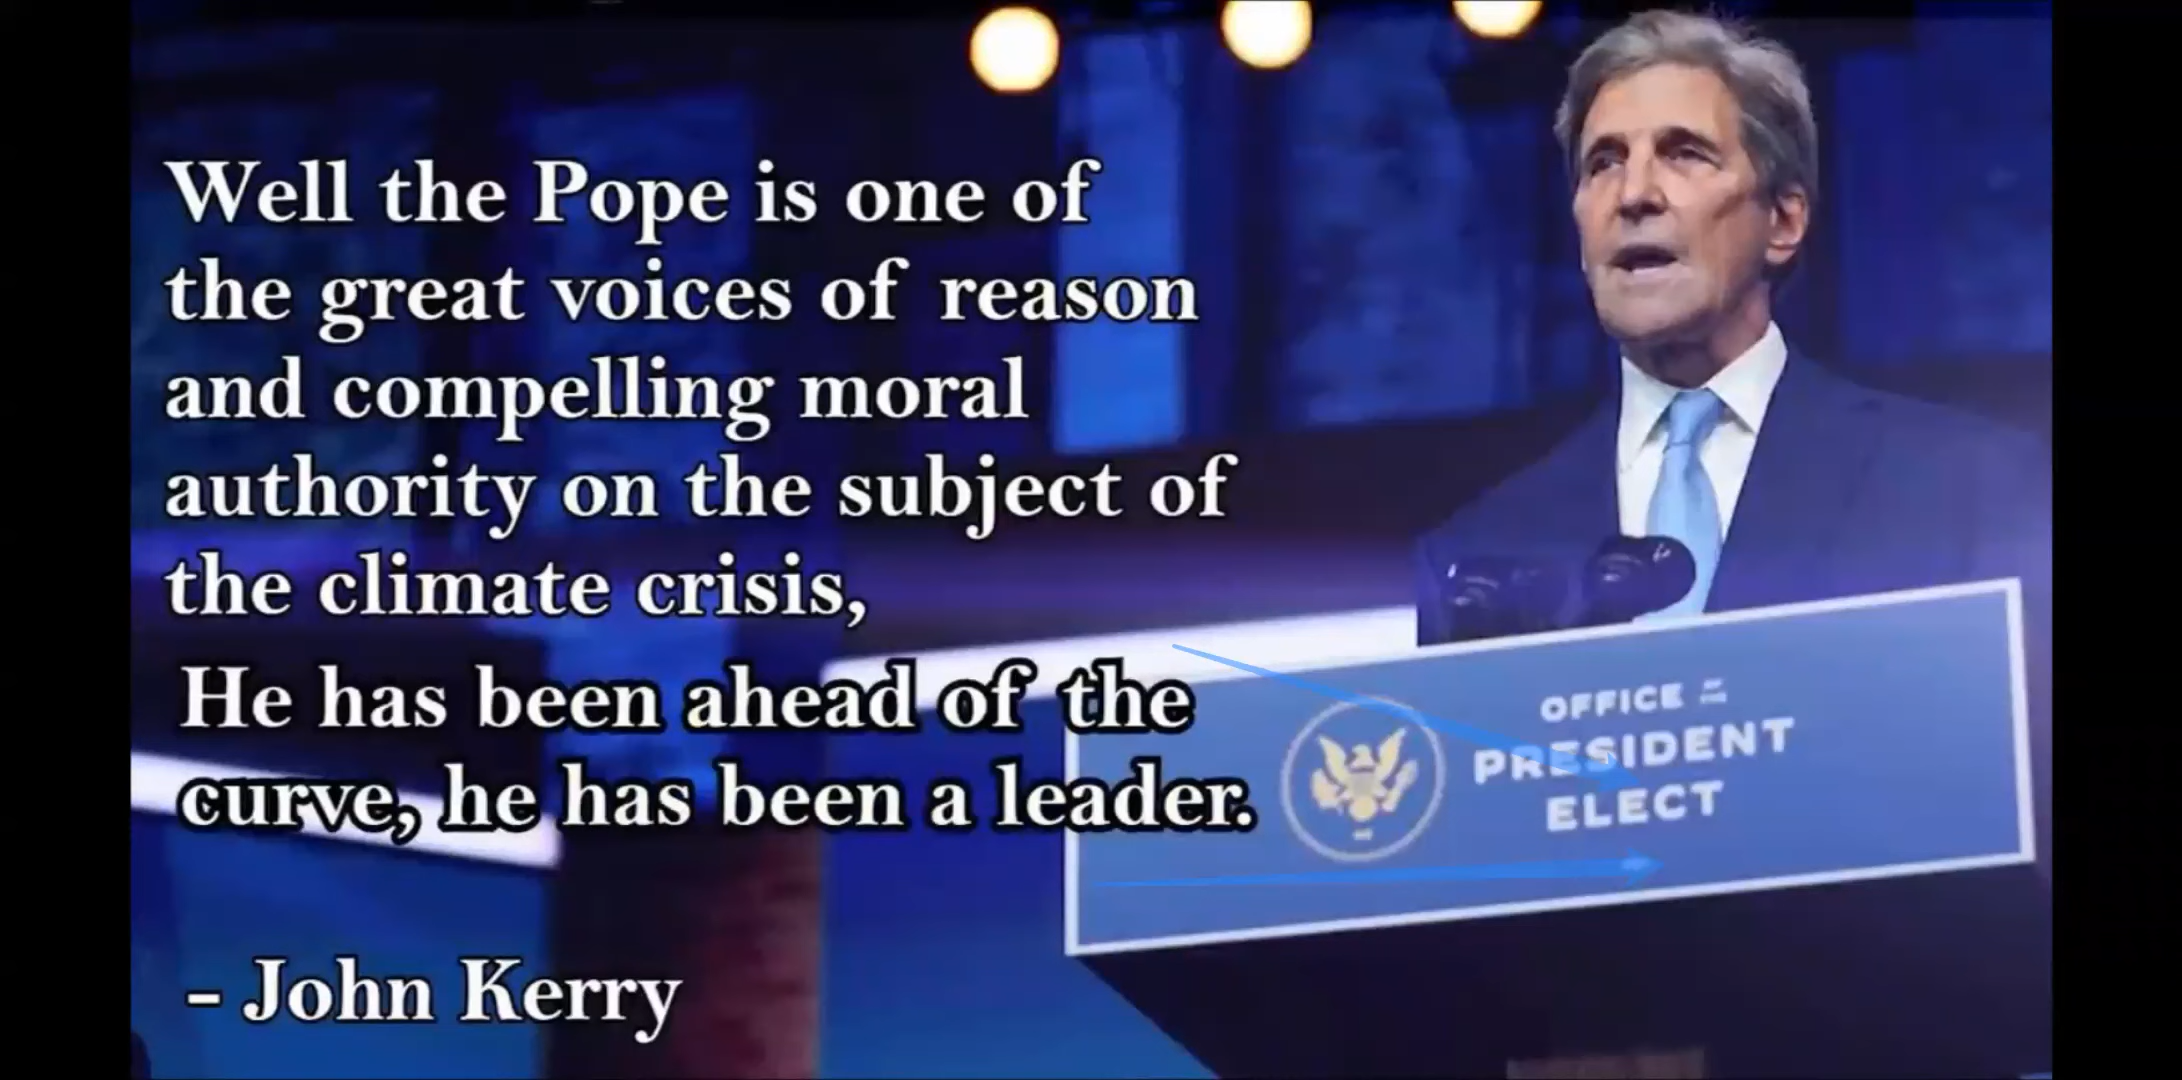 Well the Pope is one of
the great voices of reason
and compelling moral
authority on the subject of
the climate crisis,
He has been ahead of the
curve, he has been a leader.
- John Kerry
OFFICE OF THE
PRESIDENT
ELECT